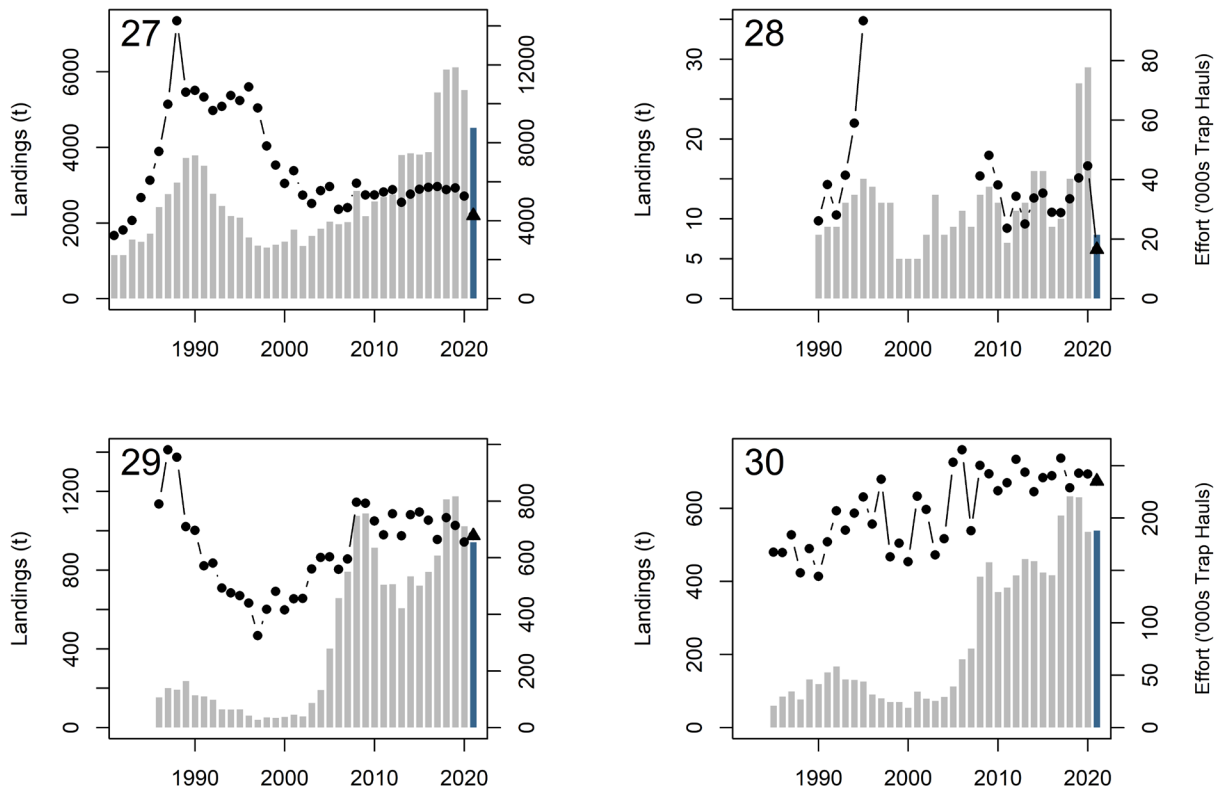 27
Landings (t)
0 2000 4000 6000
0 4000 8000 12000
1990 2000 2010 2020
28
Landings (t)
0 5 10 20 30
0 20 40 60 80
Effort ('000s Trap Hauls)
1990 2000 2010 2020
29
Landings (t)
0 400 800 1200
0 200 400 600 800
1990 2000 2010 2020
30
Landings (t)
0 200 400 600
0 50 100 200
Effort ('000s Trap Hauls)
1990 2000 2010 2020